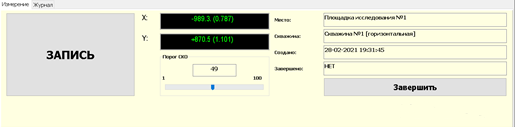 Измерение Журнал
ЗАПИСЬ
X: -989.3 (0.787)
Y: +870.5 (1.101)
Порог СКО
49
1 100
Место: Площадка исследования №1
Скважина: Скважина №1 [горизонтальная]
Создано: 28-02-2021 19:31:45
Завершено: НЕТ
Завершить